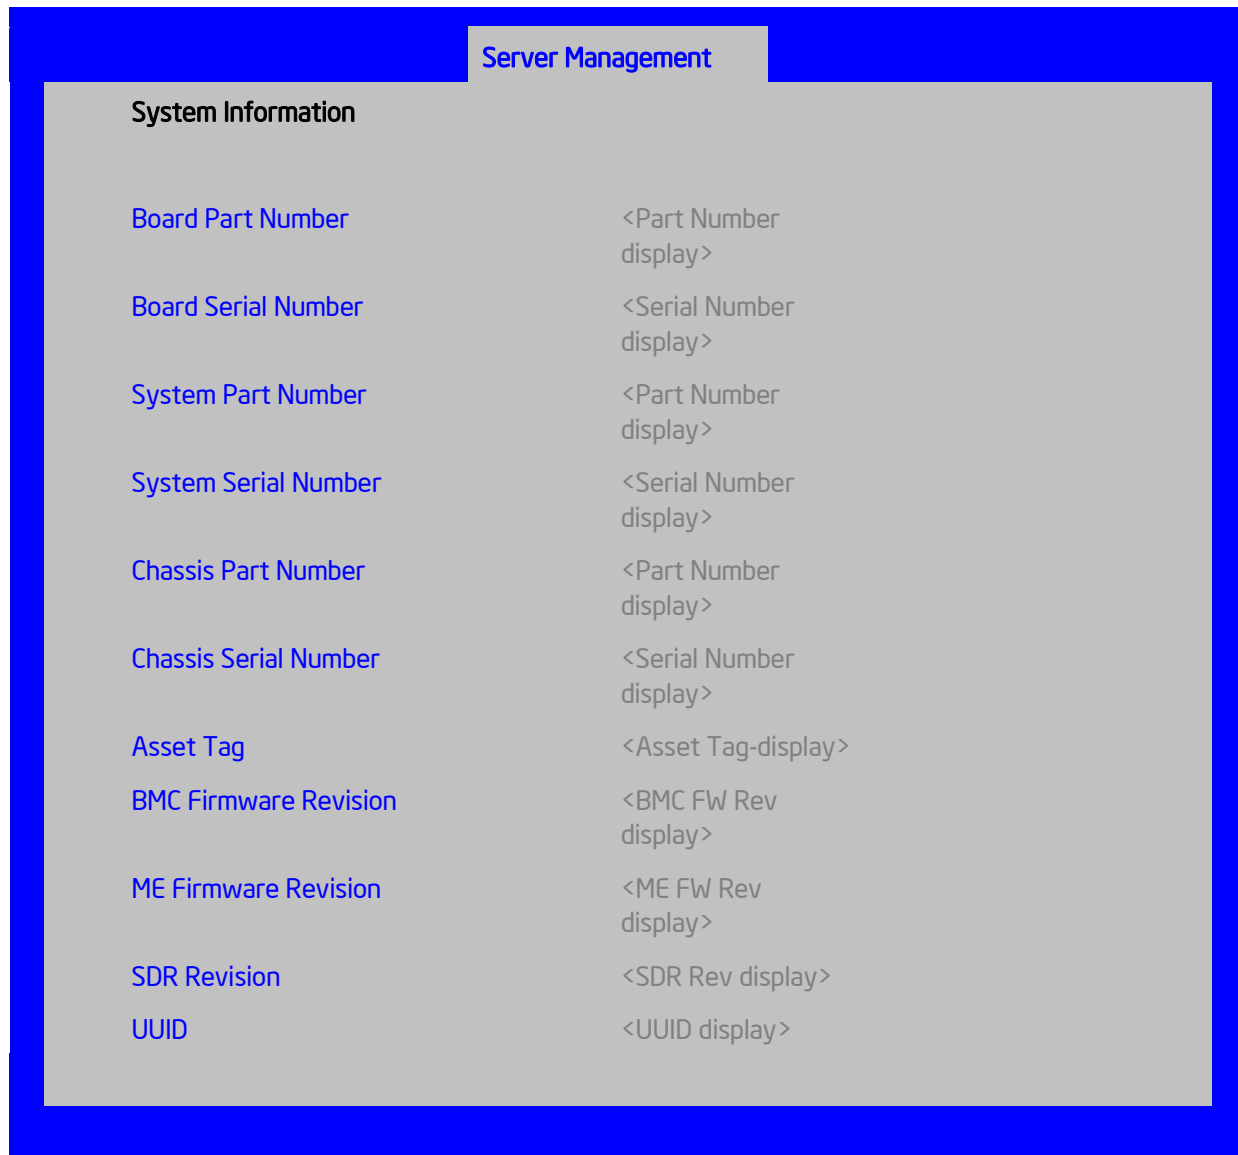 Server Management
System Information
Board Part Number <Part Number
display>
Board Serial Number <Serial Number
display>
System Part Number <Part Number
display>
System Serial Number <Serial Number
display>
Chassis Part Number <Part Number
display>
Chassis Serial Number <Serial Number
display>
Asset Tag <Asset Tag-display>
BMC Firmware Revision <BMC FW Rev
display>
ME Firmware Revision <ME FW Rev
display>
SDR Revision <SDR Rev display>
UUID <UUID display>